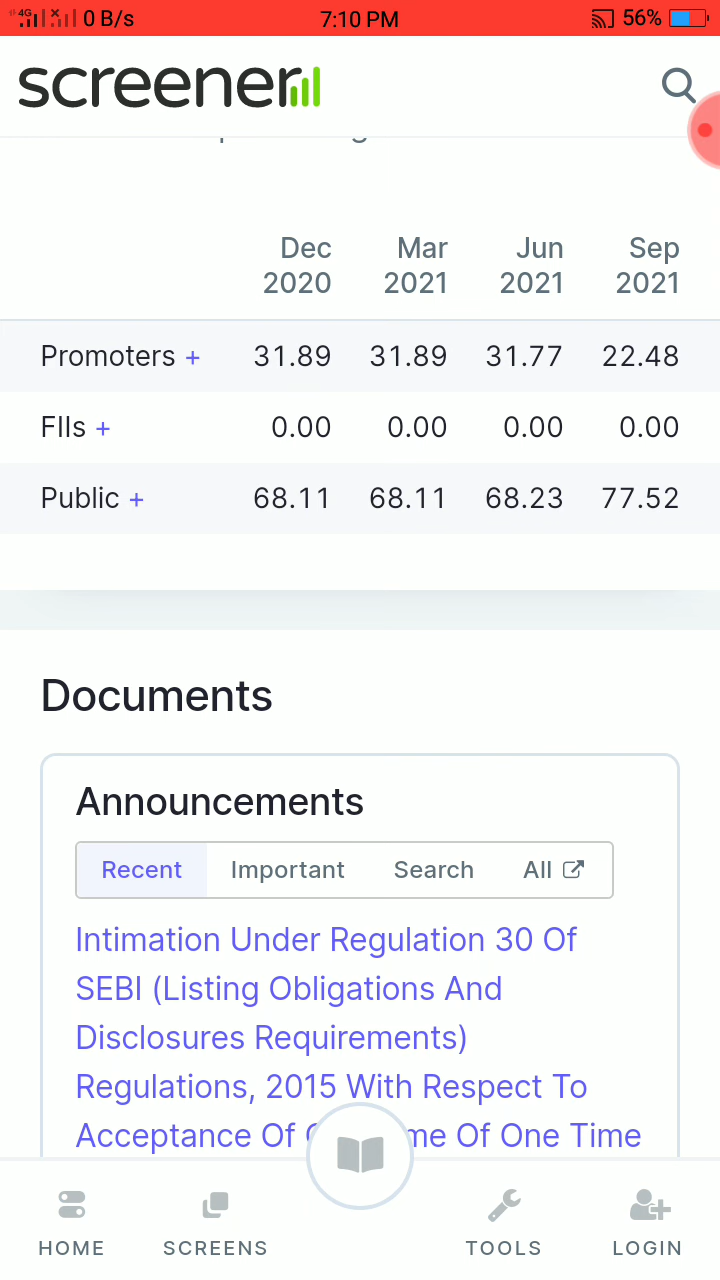 4G 0 B/s 7:10 PM 56%
screener
Dec Mar Jun Sep
2020 2021 2021 2021
Promoters + 31.89 31.89 31.77 22.48
FIIs + 0.00 0.00 0.00 0.00
Public + 68.11 68.11 68.23 77.52
Documents
Announcements
Recent Important Search All
Intimation Under Regulation 30 Of
SEBI (Listing Obligations And
Disclosures Requirements)
Regulations, 2015 With Respect To
Acceptance Of Of One Time
HOME SCREENS TOOLS LOGIN